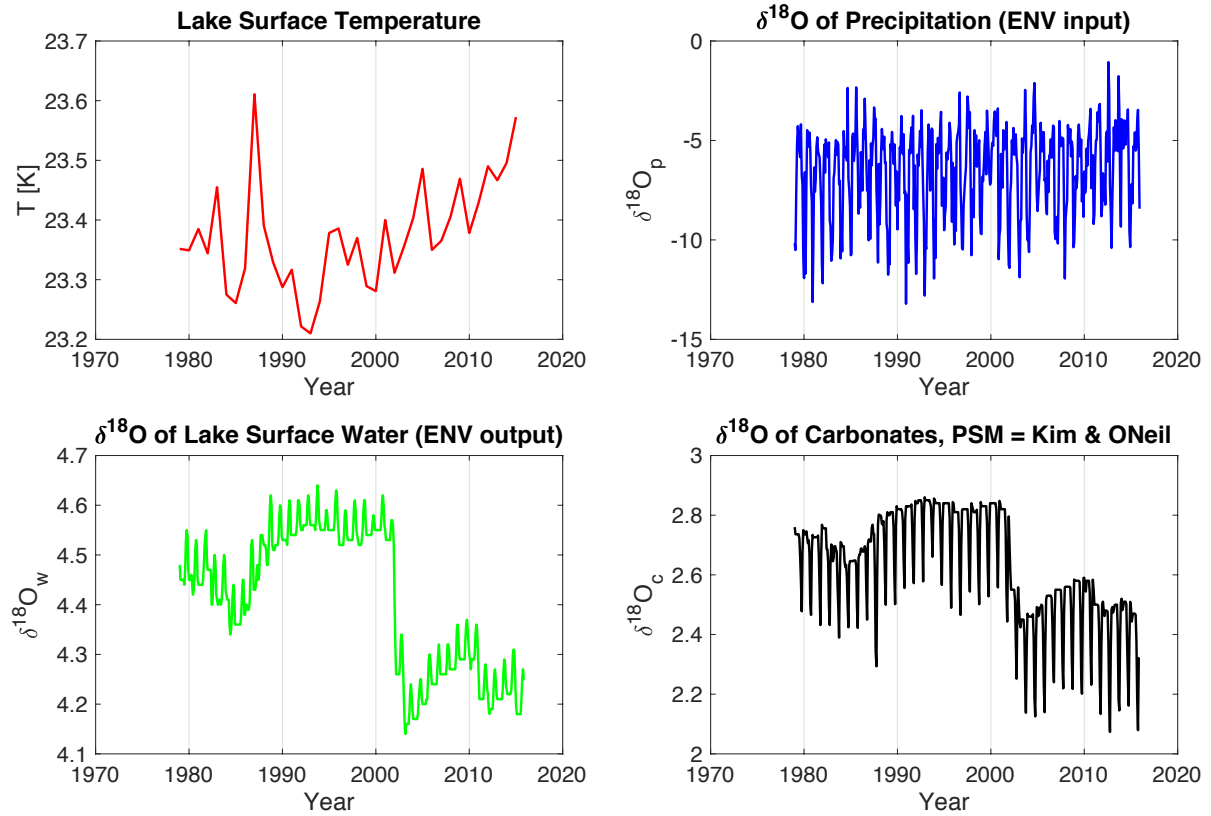 Lake Surface Temperature
23.7
23.6
23.5
23.4
23.3
23.2
T [K]
1970 1980 1990 2000 2010 2020
Year
δ¹⁸O of Precipitation (ENV input)
0
-5
-10
-15
δ¹⁸Oₚ
1970 1980 1990 2000 2010 2020
Year
δ¹⁸O of Lake Surface Water (ENV output)
4.7
4.6
4.5
4.4
4.3
4.2
4.1
δ¹⁸O_w
1970 1980 1990 2000 2010 2020
Year
δ¹⁸O of Carbonates, PSM = Kim & ONeil
3
2.8
2.6
2.4
2.2
2
δ¹⁸O_c
1970 1980 1990 2000 2010 2020
Year